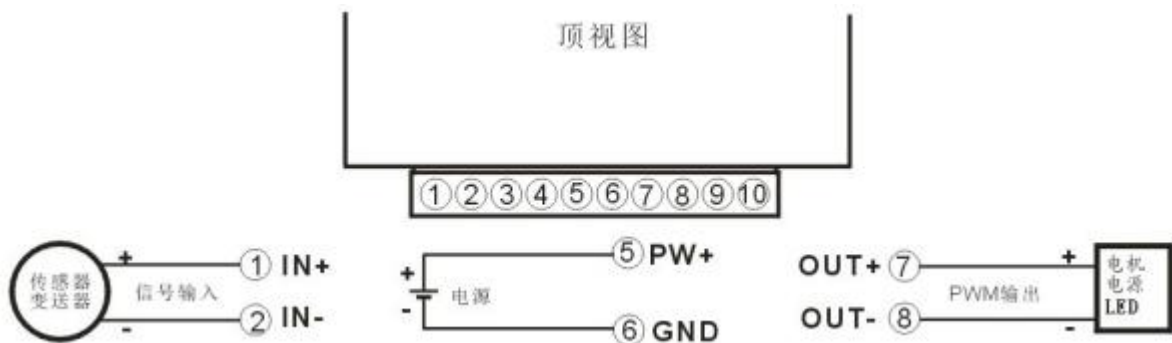 顶视图
①②③④⑤⑥⑦⑧⑨⑩
传感器
变送器
+
-
信号输入
① IN+
② IN-
+
-
电源
⑤ PW+
⑥ GND
OUT+ ⑦
OUT- ⑧
PWM输出
+
-
电机
电源
LED